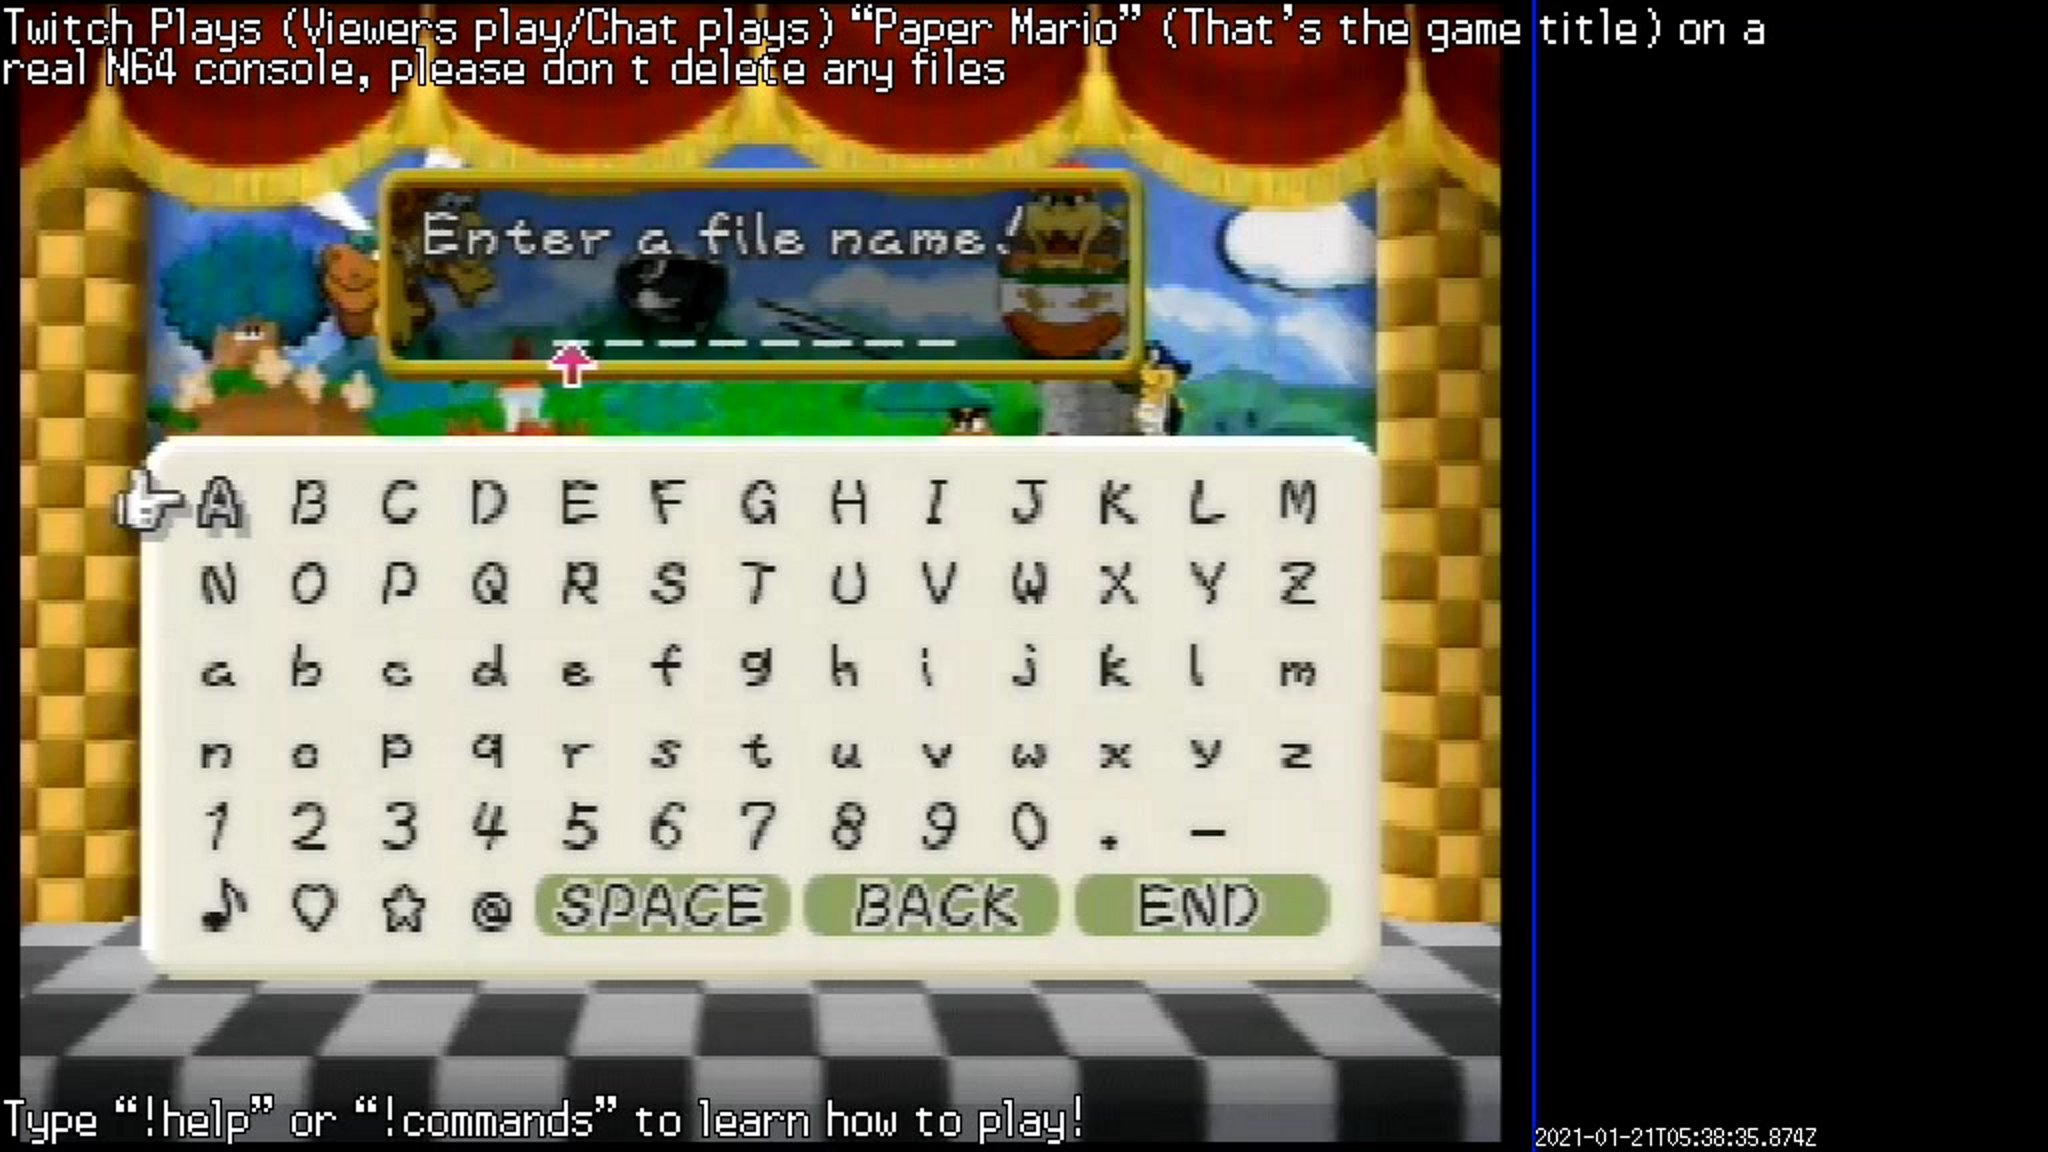 Twitch Plays (Viewers play/Chat plays) “Paper Mario” (That's the game title) on a
real N64 console, please don t delete any files
Enter a file name!
A B C D E F G H I J K L M
N O P Q R S T U V W X Y Z
a b c d e f g h i j k l m
n o p q r s t u v w x y z
1 2 3 4 5 6 7 8 9 0 . -
♪ ♡ ☆ @ SPACE BACK END
Type “!help” or “!commands” to learn how to play!
2021-01-21T05:38:35.874Z